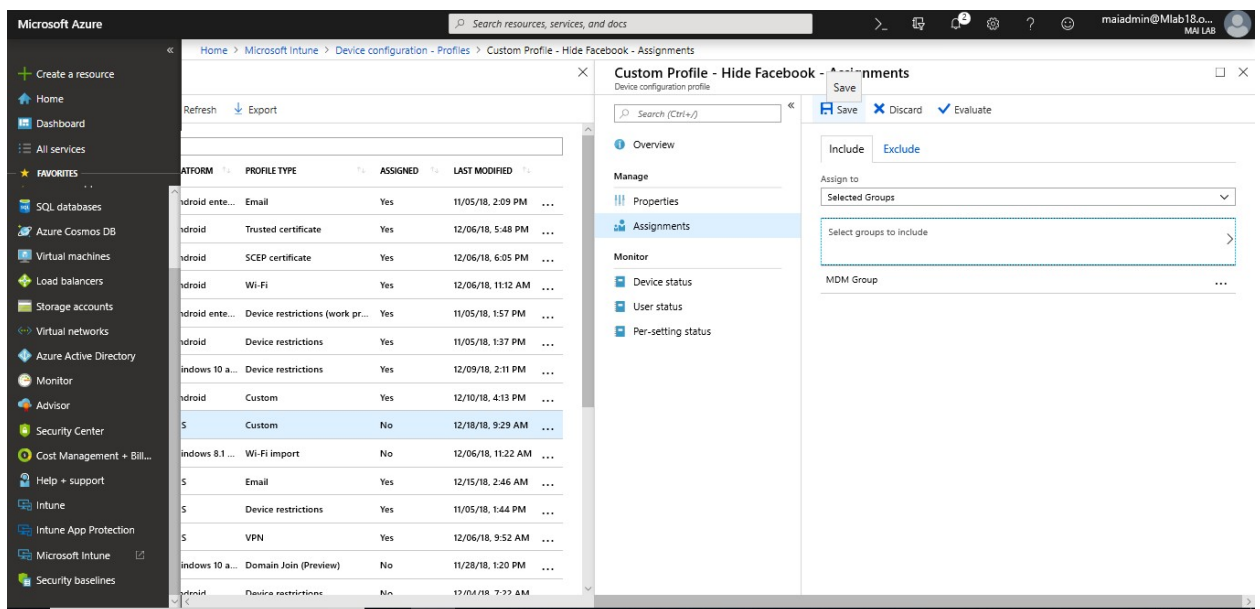 Microsoft Azure
Search resources, services, and docs
2
maiadmin@Mlab18.o...
MAI LAB
Home > Microsoft Intune > Device configuration - Profiles > Custom Profile - Hide Facebook - Assignments
Create a resource
Home
Dashboard
All services
FAVORITES
SQL databases
Azure Cosmos DB
Virtual machines
Load balancers
Storage accounts
Virtual networks
Azure Active Directory
Monitor
Advisor
Security Center
Cost Management + Bill...
Help + support
Intune
Intune App Protection
Microsoft Intune
Security baselines
Refresh Export
ATFORM PROFILE TYPE ASSIGNED LAST MODIFIED
ndroid ente... Email Yes 11/05/18, 2:09 PM ...
ndroid Trusted certificate Yes 12/06/18, 5:48 PM ...
ndroid SCEP certificate Yes 12/06/18, 6:05 PM ...
ndroid Wi-Fi Yes 12/06/18, 11:12 AM ...
ndroid ente... Device restrictions (work pr... Yes 11/05/18, 1:57 PM ...
ndroid Device restrictions Yes 11/05/18, 1:37 PM ...
indows 10 a... Device restrictions Yes 12/09/18, 2:11 PM ...
ndroid Custom Yes 12/10/18, 4:13 PM ...
S Custom No 12/18/18, 9:29 AM ...
indows 8.1 ... Wi-Fi import No 12/06/18, 11:22 AM ...
S Email Yes 12/15/18, 2:46 AM ...
S Device restrictions Yes 11/05/18, 1:44 PM ...
S VPN Yes 12/06/18, 9:52 AM ...
indows 10 a... Domain Join (Preview) No 11/28/18, 1:20 PM ...
ndroid Device restrictions No 12/04/18, 7:22 AM
Custom Profile - Hide Facebook - Assignments
Device configuration profile
Search (Ctrl+/)
Overview
Manage
Properties
Assignments
Monitor
Device status
User status
Per-setting status
Save
Save Discard Evaluate
Include Exclude
Assign to
Selected Groups
Select groups to include
MDM Group ...